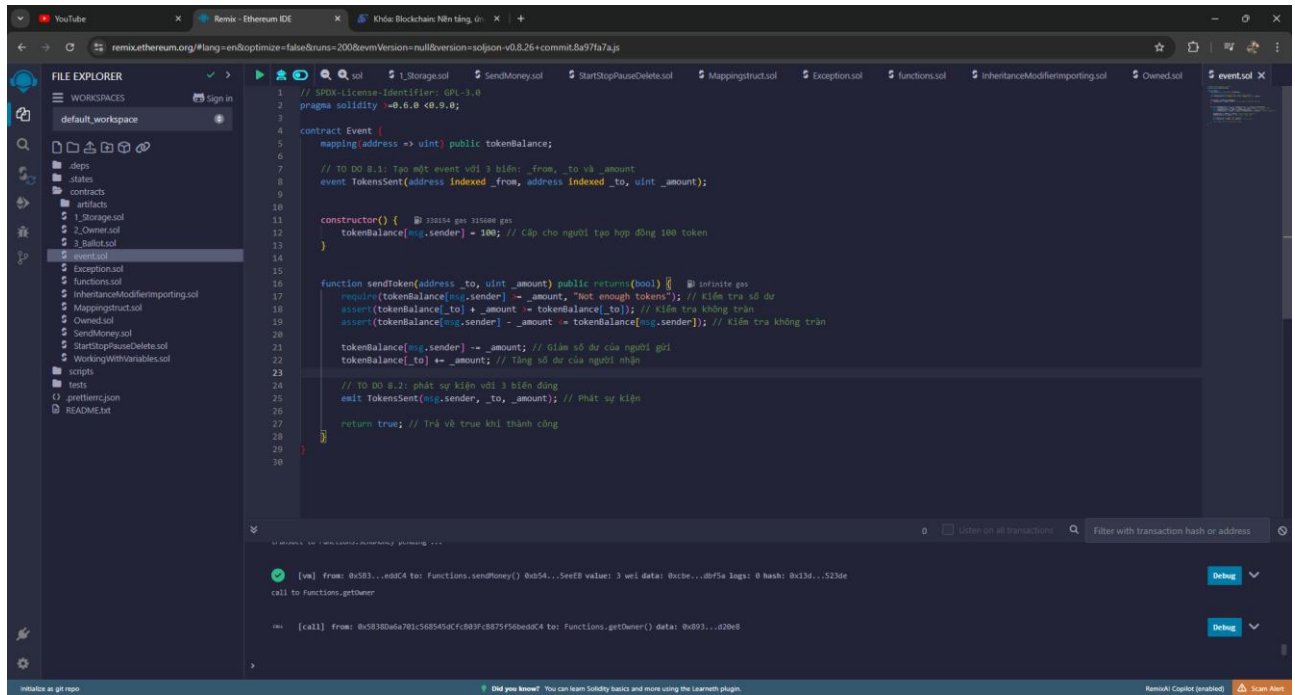 YouTube
Remix - Ethereum IDE
Khóa: Blockchain: Nền tảng, ứn
remix.ethereum.org/#lang=en&optimize=false&runs=200&evmVersion=null&version=soljson-v0.8.26+commit.8a97fa7a.js
FILE EXPLORER
WORKSPACES
Sign in
default_workspace
.deps
.states
contracts
artifacts
1_Storage.sol
2_Owner.sol
3_Ballot.sol
event.sol
Exception.sol
functions.sol
InheritanceModifierImporting.sol
Mappingstruct.sol
Owned.sol
SendMoney.sol
StartStopPauseDelete.sol
WorkingWithVariables.sol
scripts
tests
.prettierrc.json
README.txt
sol
1_Storage.sol
SendMoney.sol
StartStopPauseDelete.sol
Mappingstruct.sol
Exception.sol
functions.sol
InheritanceModifierImporting.sol
Owned.sol
event.sol
1 // SPDX-License-Identifier: GPL-3.0
2 pragma solidity >=0.6.0 <0.9.0;
3
4 contract Event {
5 mapping(address => uint) public tokenBalance;
6
7 // TO DO 8.1: Tạo một event với 3 biến: _from, _to và _amount
8 event TokensSent(address indexed _from, address indexed _to, uint _amount);
9
10
11 constructor() { 338154 gas 315600 gas
12 tokenBalance[msg.sender] = 100; // Cấp cho người tạo hợp đồng 100 token
13 }
14
15
16 function sendToken(address _to, uint _amount) public returns(bool) { infinite gas
17 require(tokenBalance[msg.sender] >= _amount, "Not enough tokens"); // Kiểm tra số dư
18 assert(tokenBalance[_to] + _amount >= tokenBalance[_to]); // Kiểm tra không tràn
19 assert(tokenBalance[msg.sender] - _amount <= tokenBalance[msg.sender]); // Kiểm tra không tràn
20
21 tokenBalance[msg.sender] -= _amount; // Giảm số dư của người gửi
22 tokenBalance[_to] += _amount; // Tăng số dư của người nhận
23
24 // TO DO 8.2: phát sự kiện với 3 biến đúng
25 emit TokensSent(msg.sender, _to, _amount); // Phát sự kiện
26
27 return true; // Trả về true khi thành công
28 }
29 }
30
0
Listen on all transactions
Filter with transaction hash or address
[vm] from: 0x5B3...eddC4 to: Functions.sendMoney() 0xb54...5eeEB value: 3 wei data: 0xcbe...dbf5a logs: 0 hash: 0x13d...523de
Debug
call to Functions.getOwner
[call] from: 0x5B38Da6a701c568545dCfcB03FcB875f56beddC4 to: Functions.getOwner() data: 0x893...d20e8
Debug
>
Initialize as git repo
Did you know? You can learn Solidity basics and more using the Learneth plugin.
RemixAI Copilot (enabled)
Scam Alert